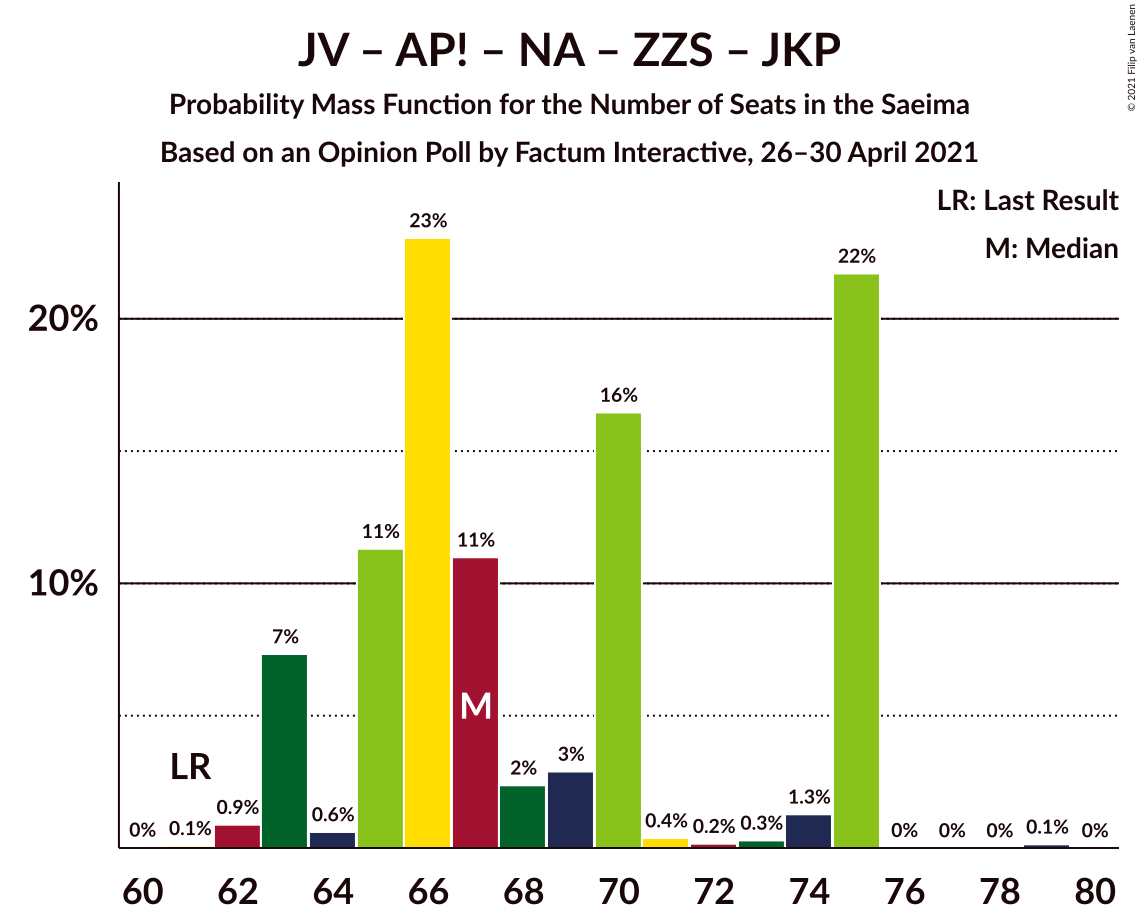 JV – AP! – NA – ZZS – JKP
Probability Mass Function for the Number of Seats in the Saeima
Based on an Opinion Poll by Factum Interactive, 26–30 April 2021
© 2021 Filip van Laenen
LR: Last Result
M: Median
23%
22%
20%
16%
11%
11%
10%
7%
M
LR
3%
2%
1.3%
0.9%
0.6%
0.4%
0.2%
0.3%
0%
0.1%
0%
0%
0%
0.1%
0%
60 62 64 66 68 70 72 74 76 78 80